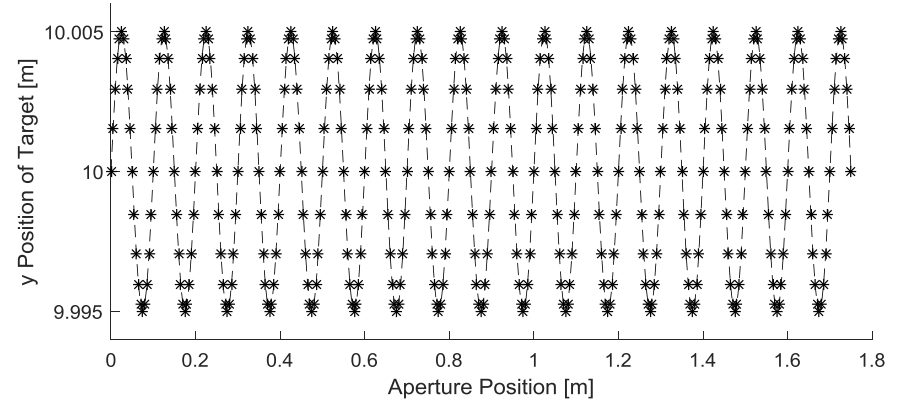 y Position of Target [m]
10.005
10
9.995
0 0.2 0.4 0.6 0.8 1 1.2 1.4 1.6 1.8
Aperture Position [m]